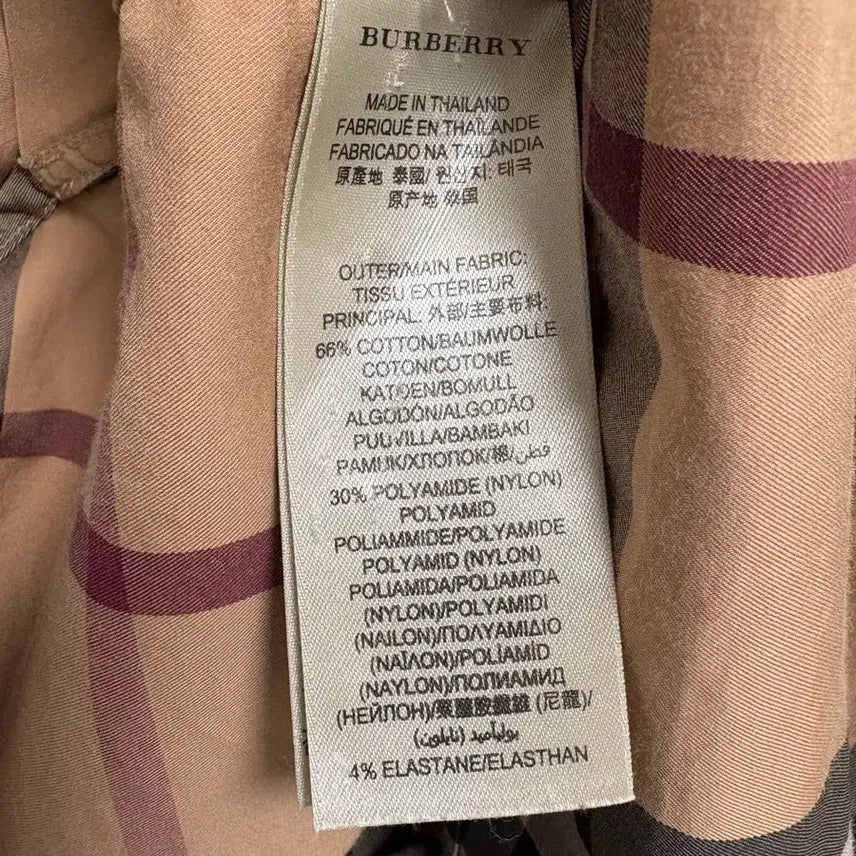 BURBERRY
MADE IN THAILAND
FABRIQUÉ EN THAÏLANDE
FABRICADO NA TAILÂNDIA
原產地 泰國/ 원산지: 태국
原产地 泰国
OUTER/MAIN FABRIC:
TISSU EXTÉRIEUR
PRINCIPAL. 外部/主要布料:
66% COTTON/BAUMWOLLE
COTON/COTONE
KATOEN/BOMULL
ALGODÓN/ALGODÃO
PUUVILLA/BAMBAKI
PAMUK/ХЛОПОК/棉/قطن
30% POLYAMIDE (NYLON)
POLYAMID
POLIAMMIDE/POLYAMIDE
POLYAMID (NYLON)
POLIAMIDA/POLIAMIDA
(NYLON)/POLYAMIDI
(NAILON)/ΠΟΛΥΑΜΙΔΙΟ
(ΝΑΪΛΟΝ)/POLİAMİD
(NAYLON)/ПОЛИАМИД
(НЕЙЛОН)/聚醯胺纖維 (尼龍)/
بولياميد (نايلون)
4% ELASTANE/ELASTHAN